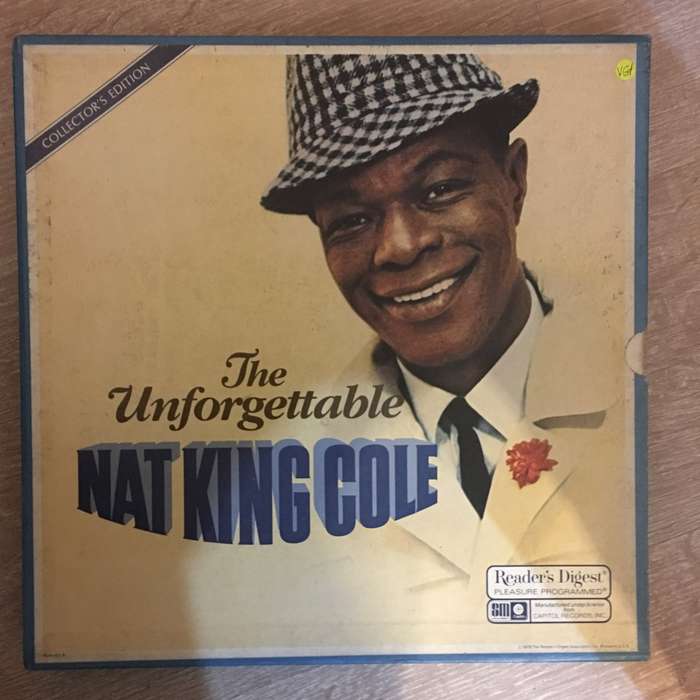 COLLECTOR'S EDITION
VG+
The
Unforgettable
NAT KING COLE
Reader's Digest®
PLEASURE PROGRAMMED®
sm
Manufactured under license
from
CAPITOL RECORDS, INC.